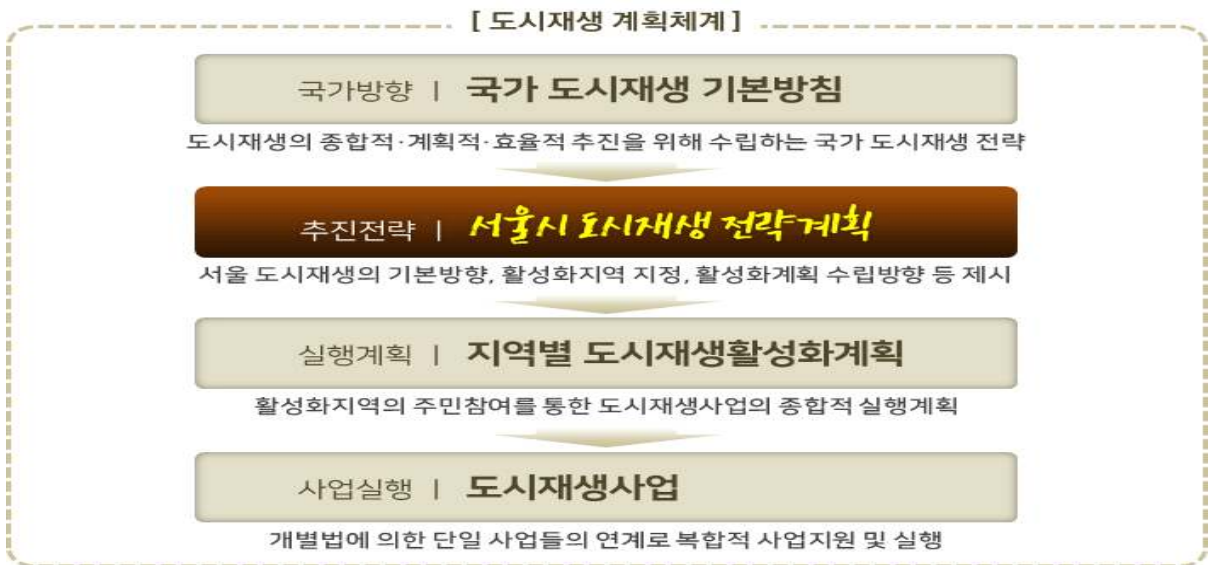 [ 도시재생 계획체계 ]
국가방향 | 국가 도시재생 기본방침
도시재생의 종합적·계획적·효율적 추진을 위해 수립하는 국가 도시재생 전략
추진전략 | 서울시 도시재생 전략계획
서울 도시재생의 기본방향, 활성화지역 지정, 활성화계획 수립방향 등 제시
실행계획 | 지역별 도시재생활성화계획
활성화지역의 주민참여를 통한 도시재생사업의 종합적 실행계획
사업실행 | 도시재생사업
개별법에 의한 단일 사업들의 연계로 복합적 사업지원 및 실행